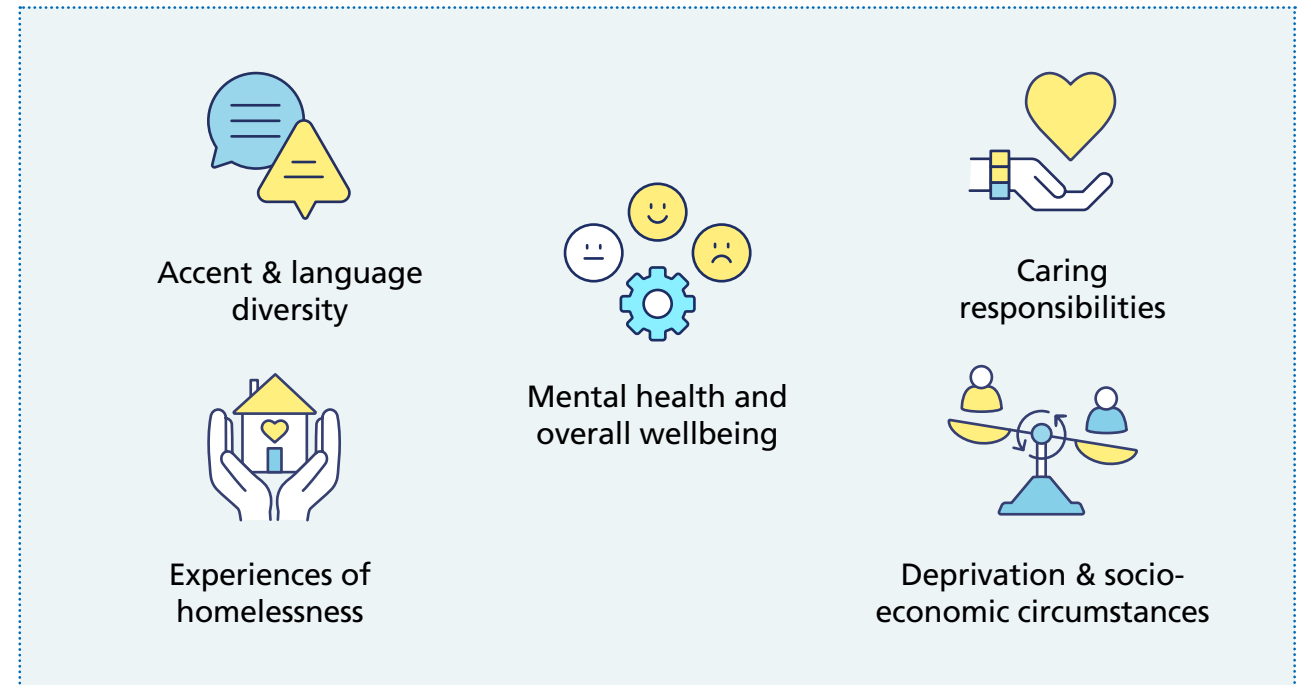 Accent & language
diversity
Caring
responsibilities
Mental health and
overall wellbeing
Experiences of
homelessness
Deprivation & socio-
economic circumstances